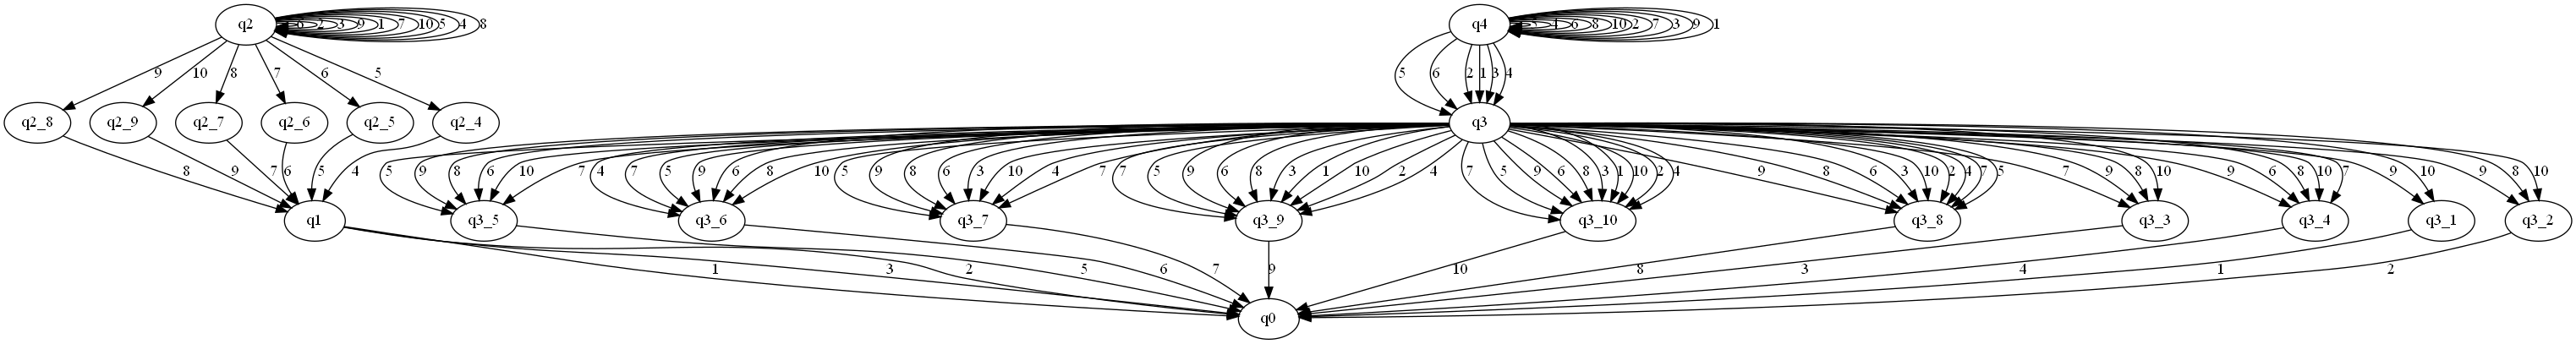 q2 6 2 3 9 1 7 10 5 4 8 q4 5 4 6 8 10 2 7 3 9 1
9 10 8 7 6 5 5 6 2 1 3 4
q2_8 q2_9 q2_7 q2_6 q2_5 q2_4 q3
8 9 7 6 5 4 5 9 8 6 10 7 4 7 5 9 6 8 10 5 9 8 6 3 10 4 7 7 5 9 6 8 3 1 10 2 4 7 5 9 6 8 3 1 10 2 4 9 8 6 3 10 2 4 7 5 7 9 8 10 9 6 8 10 7 9 10 9 8 10
q1 q3_5 q3_6 q3_7 q3_9 q3_10 q3_8 q3_3 q3_4 q3_1 q3_2
1 3 2 5 6 7 9 10 8 3 4 1 2
q0